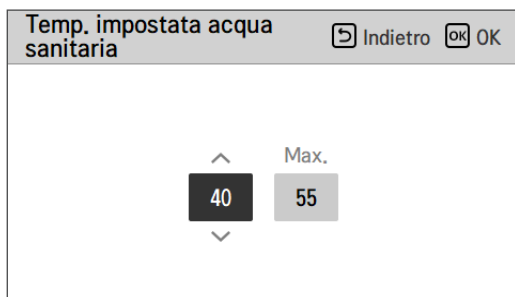 Temp. impostata acqua
sanitaria
Indietro OK OK
Max.
40 55